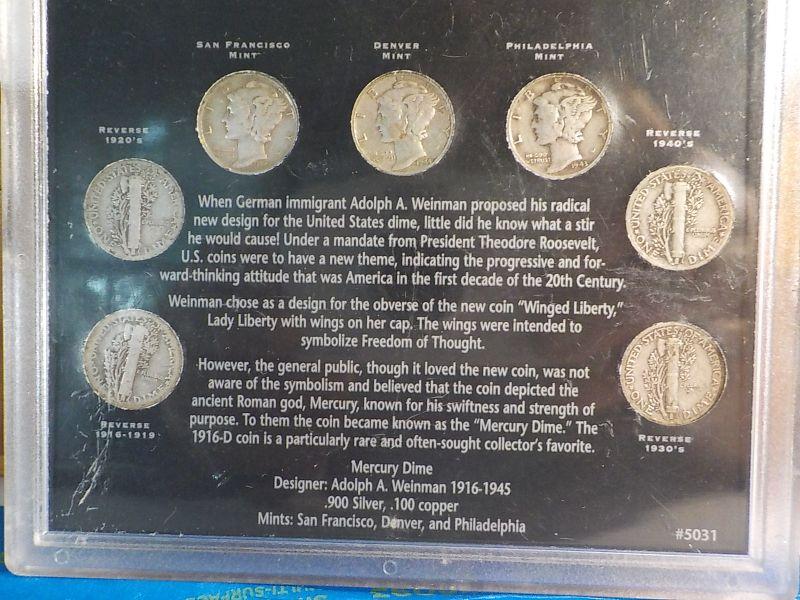 SAN FRANCISCO
MINT
DENVER
MINT
PHILADELPHIA
MINT
REVERSE
1920'S
REVERSE
1940'S
When German immigrant Adolph A. Weinman proposed his radical
new design for the United States dime, little did he know what a stir
he would cause! Under a mandate from President Theodore Roosevelt,
U.S. coins were to have a new theme, indicating the progressive and for-
ward-thinking attitude that was America in the first decade of the 20th Century.
Weinman chose as a design for the obverse of the new coin "Winged Liberty,"
Lady Liberty with wings on her cap. The wings were intended to
symbolize Freedom of Thought.
However, the general public, though it loved the new coin, was not
aware of the symbolism and believed that the coin depicted the
ancient Roman god, Mercury, known for his swiftness and strength of
purpose. To them the coin became known as the "Mercury Dime." The
1916-D coin is a particularly rare and often-sought collector's favorite.
REVERSE
1916-1919
REVERSE
1930'S
Mercury Dime
Designer: Adolph A. Weinman 1916-1945
.900 Silver, .100 copper
Mints: San Francisco, Denver, and Philadelphia
#5031